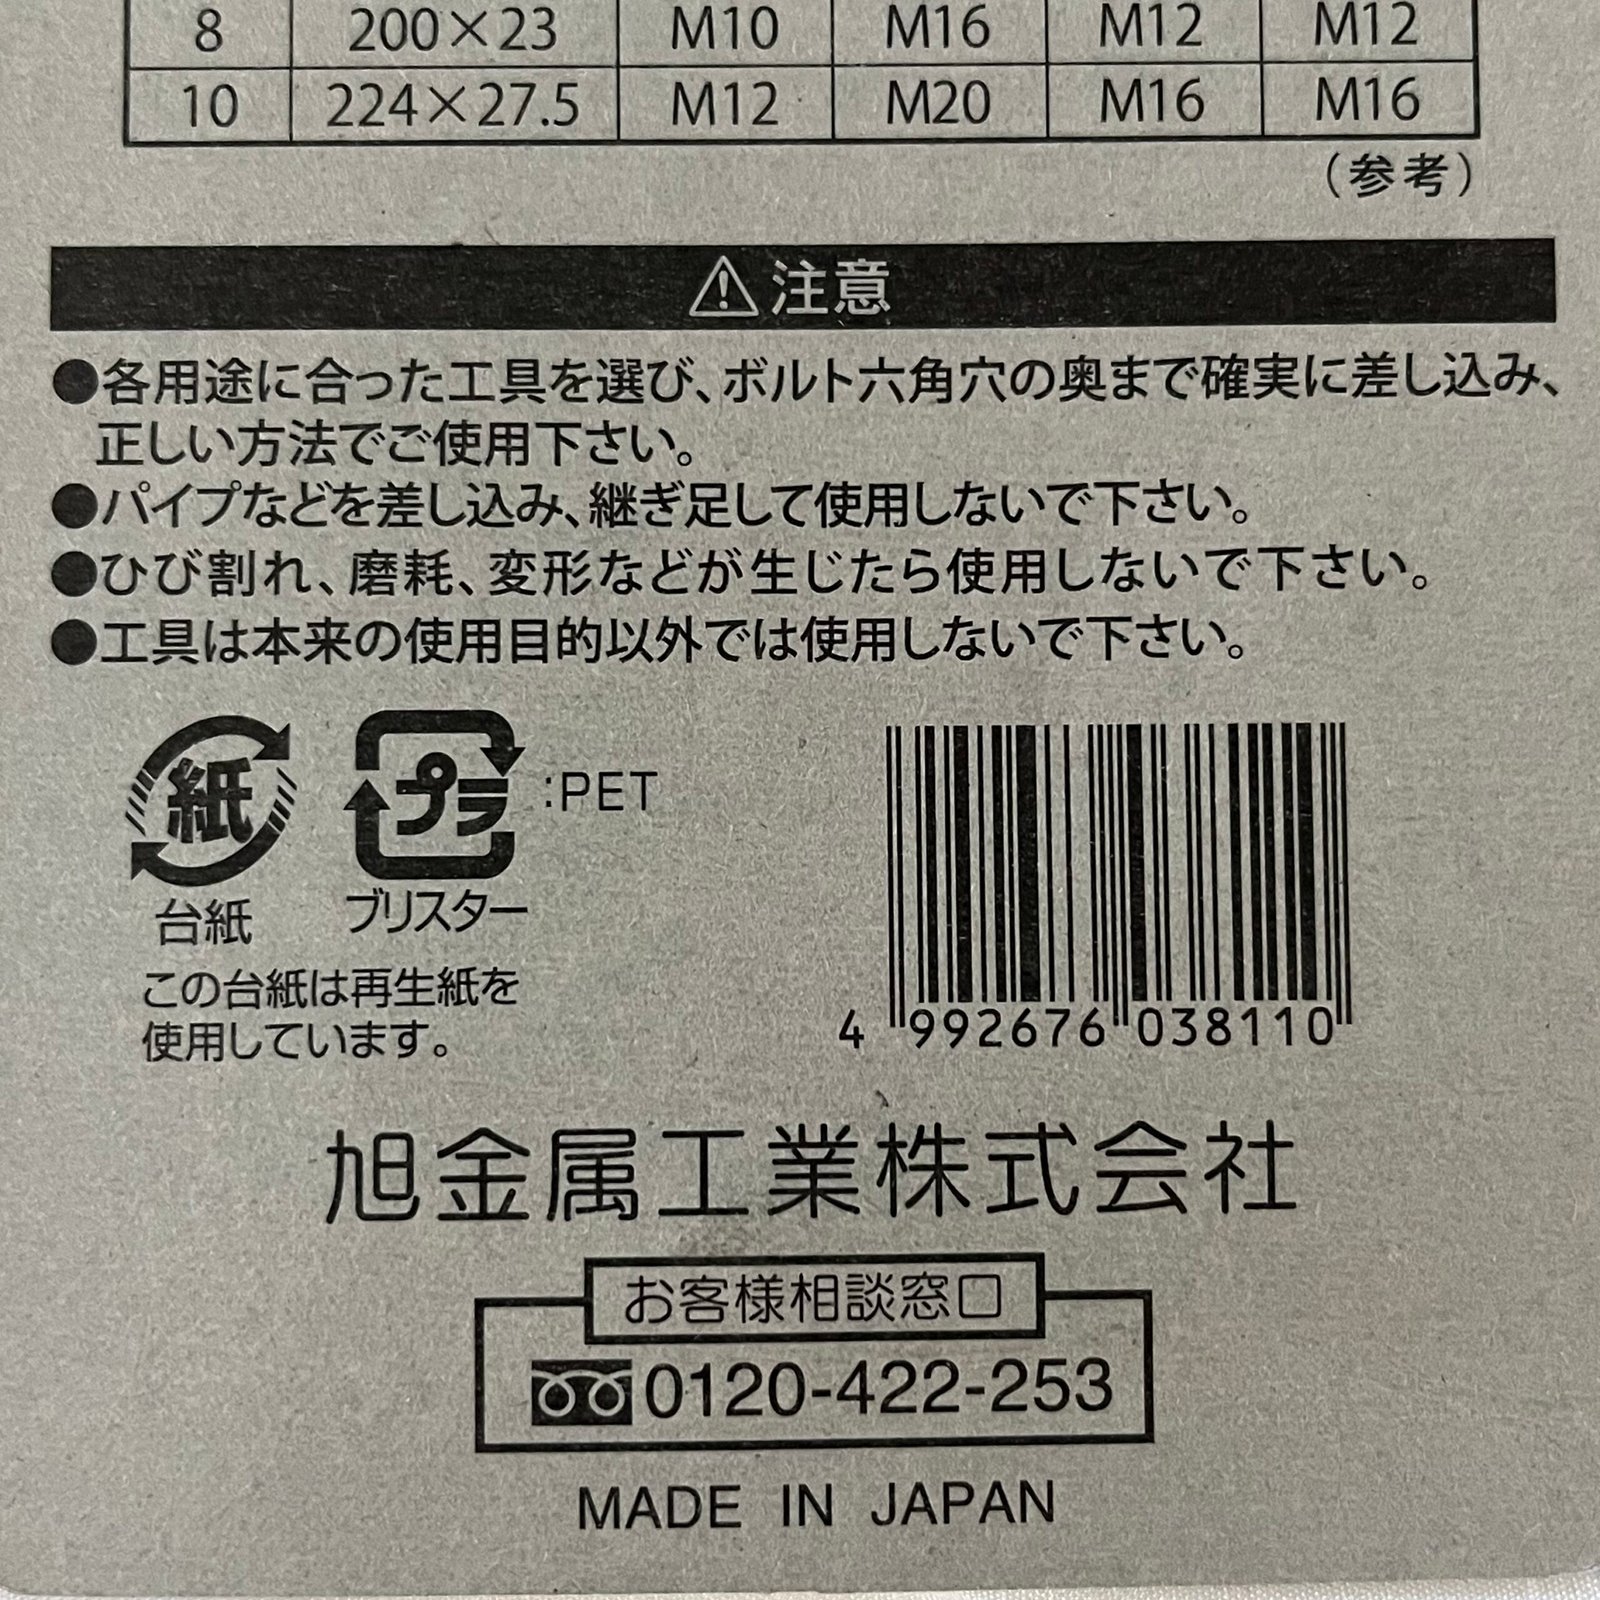 8 200×23 M10 M16 M12 M12
10 224×27.5 M12 M20 M16 M16
（参考）
⚠注意
●各用途に合った工具を選び、ボルト六角穴の奥まで確実に差し込み、
正しい方法でご使用下さい。
●パイプなどを差し込み、継ぎ足して使用しないで下さい。
●ひび割れ、磨耗、変形などが生じたら使用しないで下さい。
●工具は本来の使用目的以外では使用しないで下さい。
紙
プラ :PET
台紙 ブリスター
この台紙は再生紙を
使用しています。
4 992676 038110
旭金属工業株式会社
お客様相談窓口
0120-422-253
MADE IN JAPAN